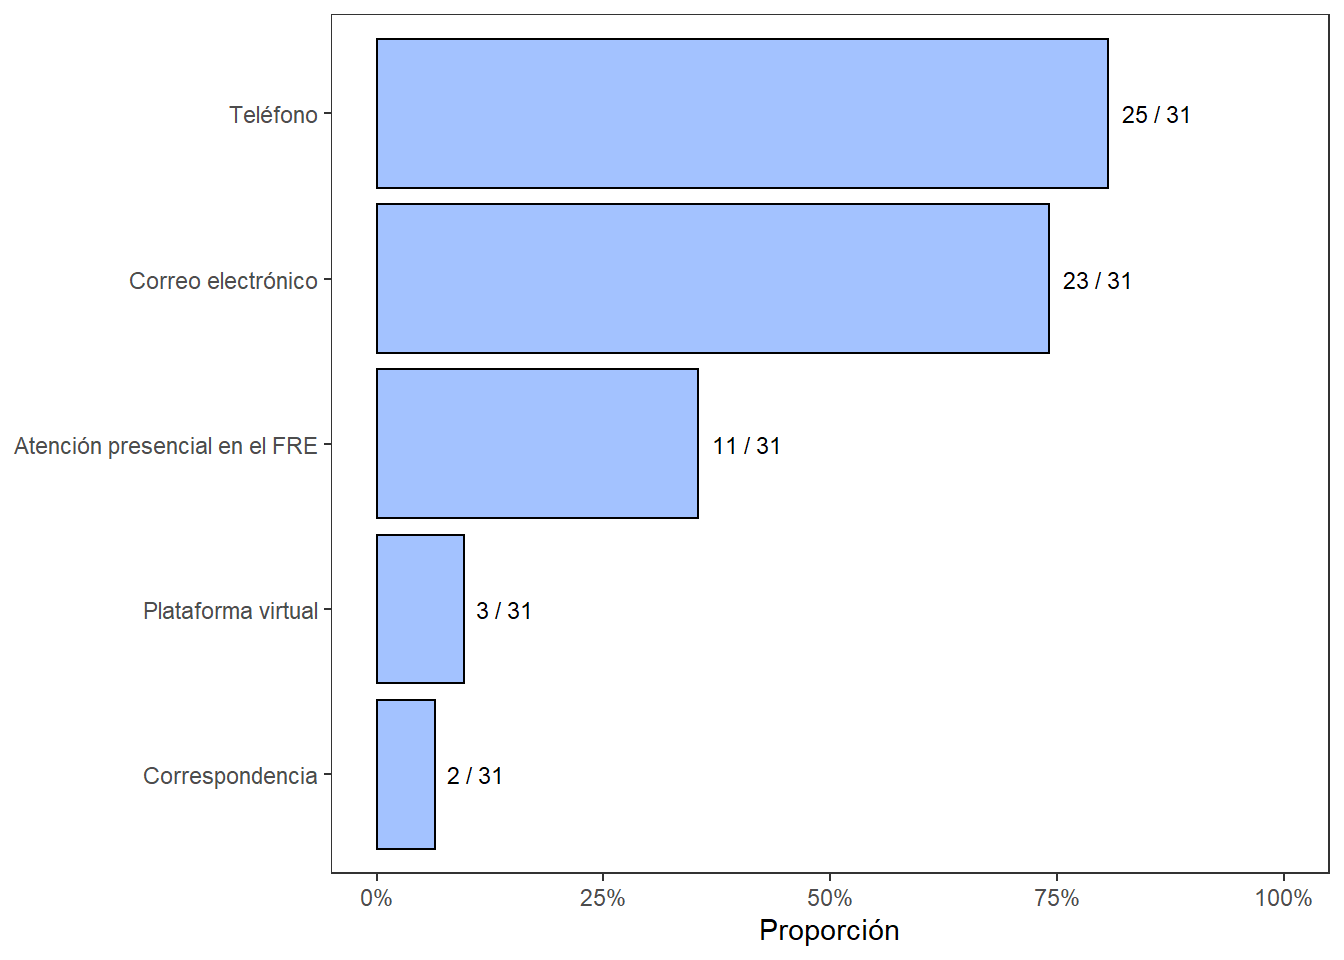 Teléfono
25 / 31
Correo electrónico
23 / 31
Atención presencial en el FRE
11 / 31
Plataforma virtual
3 / 31
Correspondencia
2 / 31
0% 25% 50% 75% 100%
Proporción